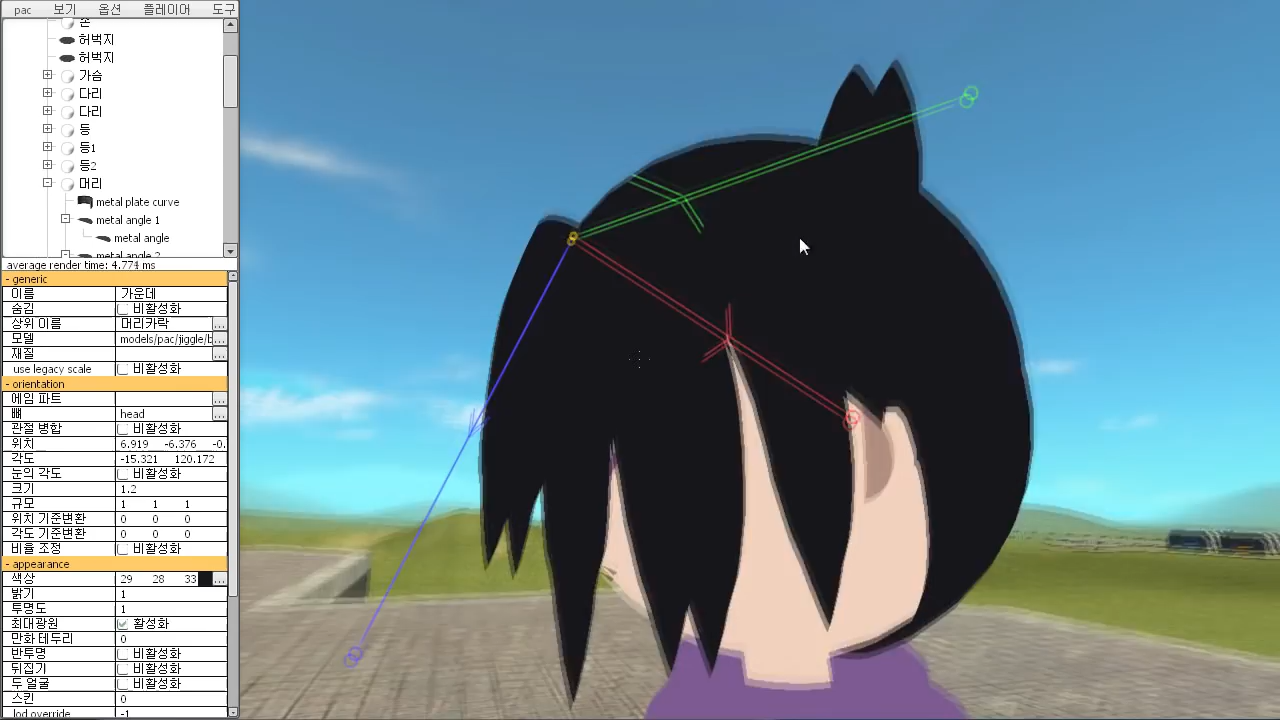 pac 보기 옵션 플레이어 도구
손
허벅지
허벅지
가슴
다리
다리
등
등1
등2
머리
metal plate curve
metal angle 1
metal angle
metal angle 2
average render time: 4.774 ms
- generic
이름 가운데
숨김 비활성화
상위 이름 머리카락 ...
모델 models/pac/jiggle/b ...
재질 ...
use legacy scale 비활성화
- orientation
에임 파트 ...
뼈 head ...
관절 병합 비활성화
위치 6.919 -6.376 -0.
각도 -15.321 120.172
눈의 각도 비활성화
크기 1.2
규모 1 1 1
위치 기준변환 0 0 0
각도 기준변환 0 0 0
비율 조정 비활성화
- appearance
색상 29 28 33 ...
밝기 1
투명도 1
최대광원 활성화
만화 테두리 0
반투명 비활성화
뒤집기 비활성화
두 얼굴 비활성화
스킨 0
lod override -1